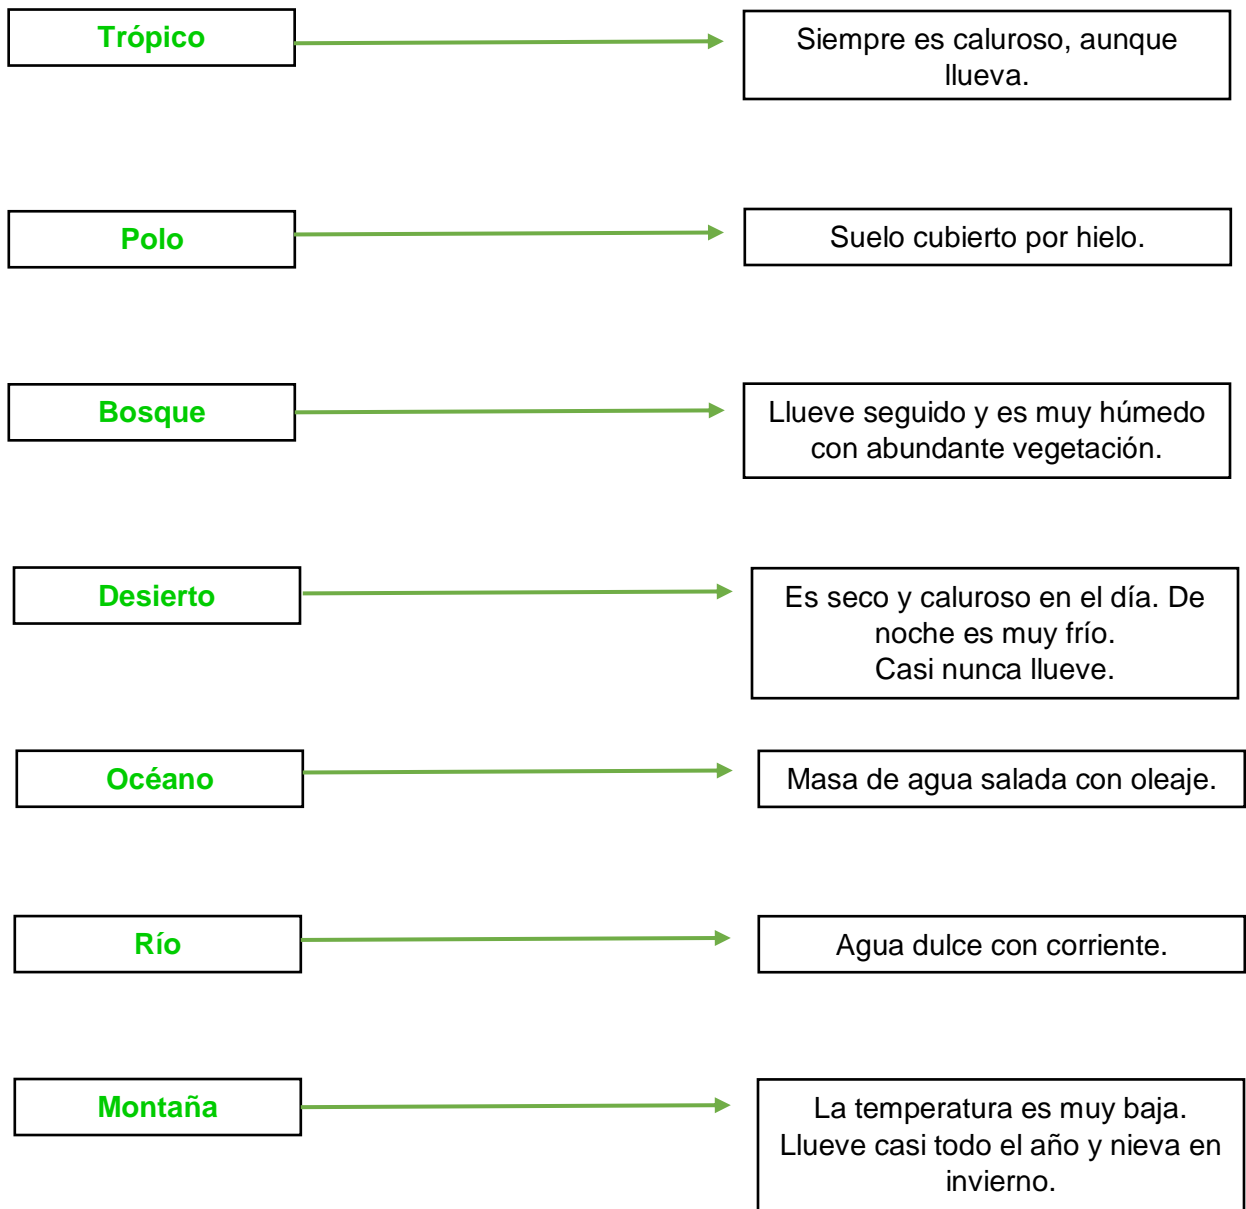 Trópico
Siempre es caluroso, aunque
llueva.
Polo
Suelo cubierto por hielo.
Bosque
Llueve seguido y es muy húmedo
con abundante vegetación.
Desierto
Es seco y caluroso en el día. De
noche es muy frío.
Casi nunca llueve.
Océano
Masa de agua salada con oleaje.
Río
Agua dulce con corriente.
Montaña
La temperatura es muy baja.
Llueve casi todo el año y nieva en
invierno.